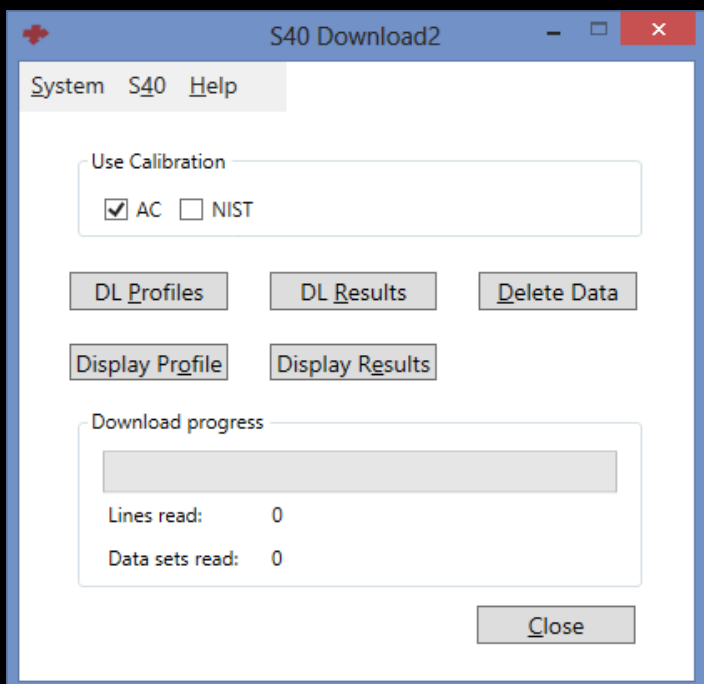 S40 Download2
System S40 Help
Use Calibration
AC NIST
DL Profiles DL Results Delete Data
Display Profile Display Results
Download progress
Lines read: 0
Data sets read: 0
Close